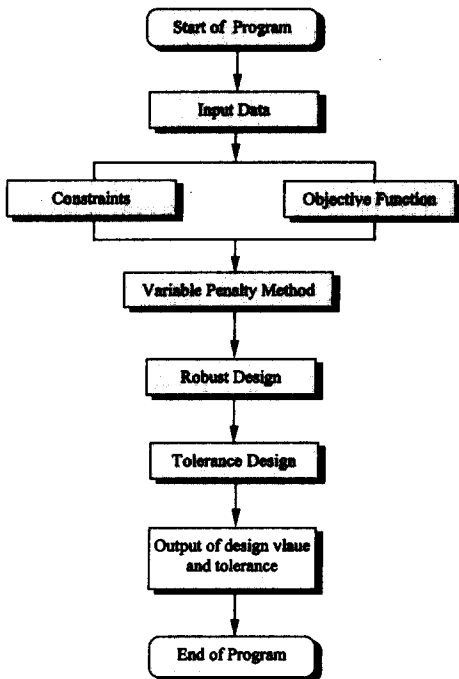 Start of Program
Input Data
Constraints
Objective Function
Variable Penalty Method
Robust Design
Tolerance Design
Output of design vlaue
and tolerance
End of Program